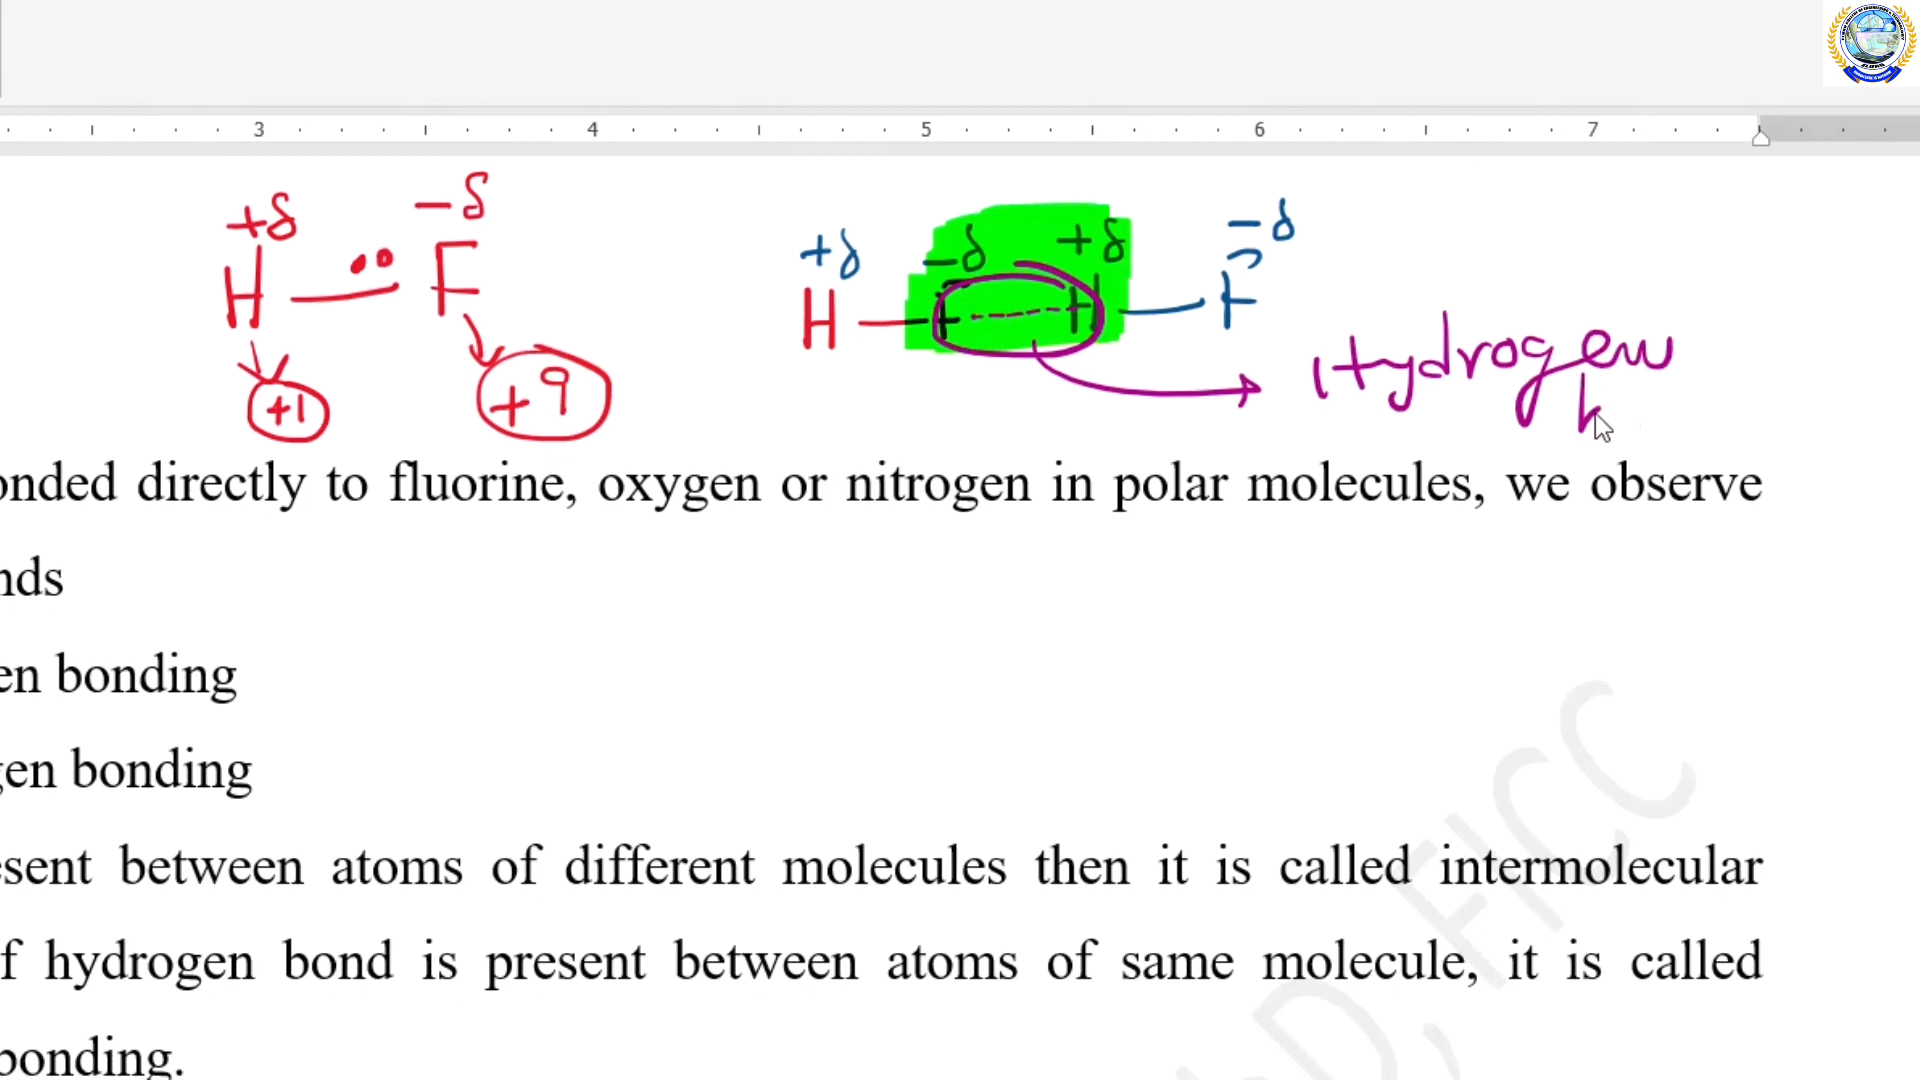 3 4 5 6 7
+δ −δ +δ −δ +δ −δ
H F H F H F
Hydrogen
+1 +9
onded directly to fluorine, oxygen or nitrogen in polar molecules, we observe
nds
en bonding
gen bonding
esent between atoms of different molecules then it is called intermolecular
f hydrogen bond is present between atoms of same molecule, it is called
bonding.
D, FICC